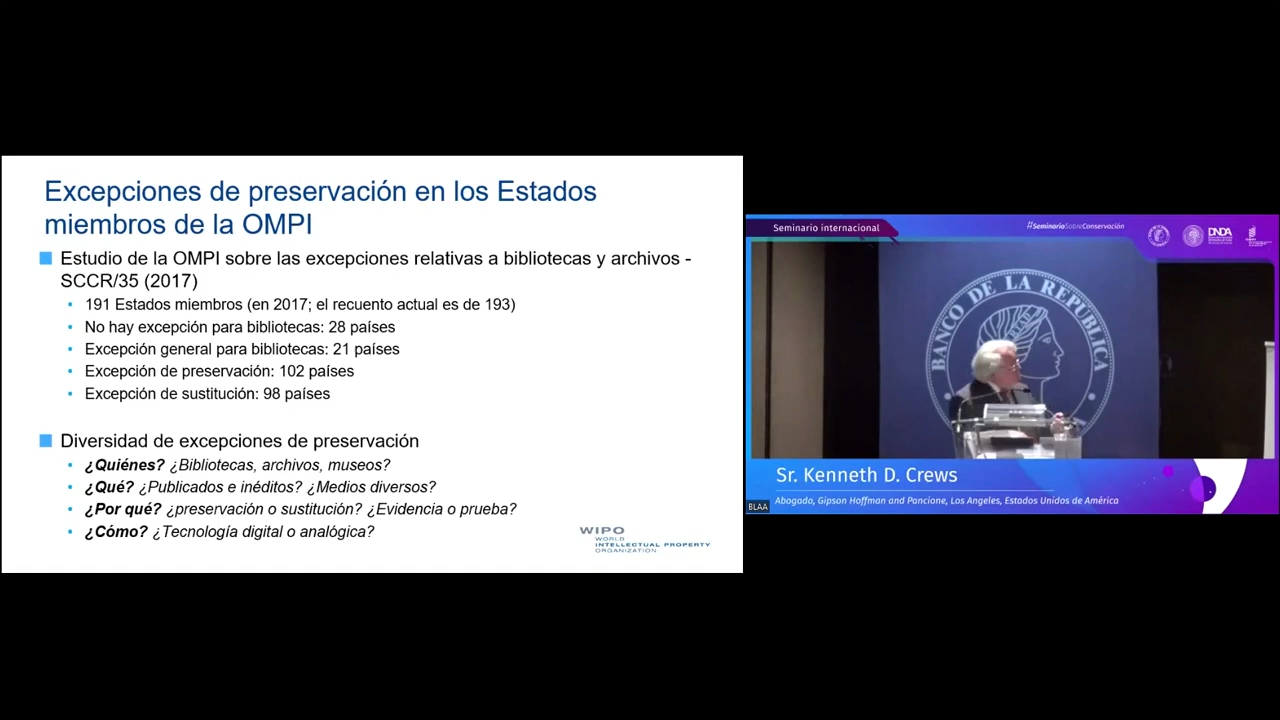 Excepciones de preservación en los Estados
miembros de la OMPI
Estudio de la OMPI sobre las excepciones relativas a bibliotecas y archivos -
SCCR/35 (2017)
191 Estados miembros (en 2017; el recuento actual es de 193)
No hay excepción para bibliotecas: 28 países
Excepción general para bibliotecas: 21 países
Excepción de preservación: 102 países
Excepción de sustitución: 98 países
Diversidad de excepciones de preservación
¿Quiénes? ¿Bibliotecas, archivos, museos?
¿Qué? ¿Publicados e inéditos? ¿Medios diversos?
¿Por qué? ¿preservación o sustitución? ¿Evidencia o prueba?
¿Cómo? ¿Tecnología digital o analógica?
WIPO
WORLD
INTELLECTUAL PROPERTY
ORGANIZATION
Seminario internacional
#SeminarioSobreConservación
DNDA
BANCO DE LA REPÚBLICA
Sr. Kenneth D. Crews
Abogado, Gipson Hoffman and Pancione, Los Angeles, Estados Unidos de América
BLAA